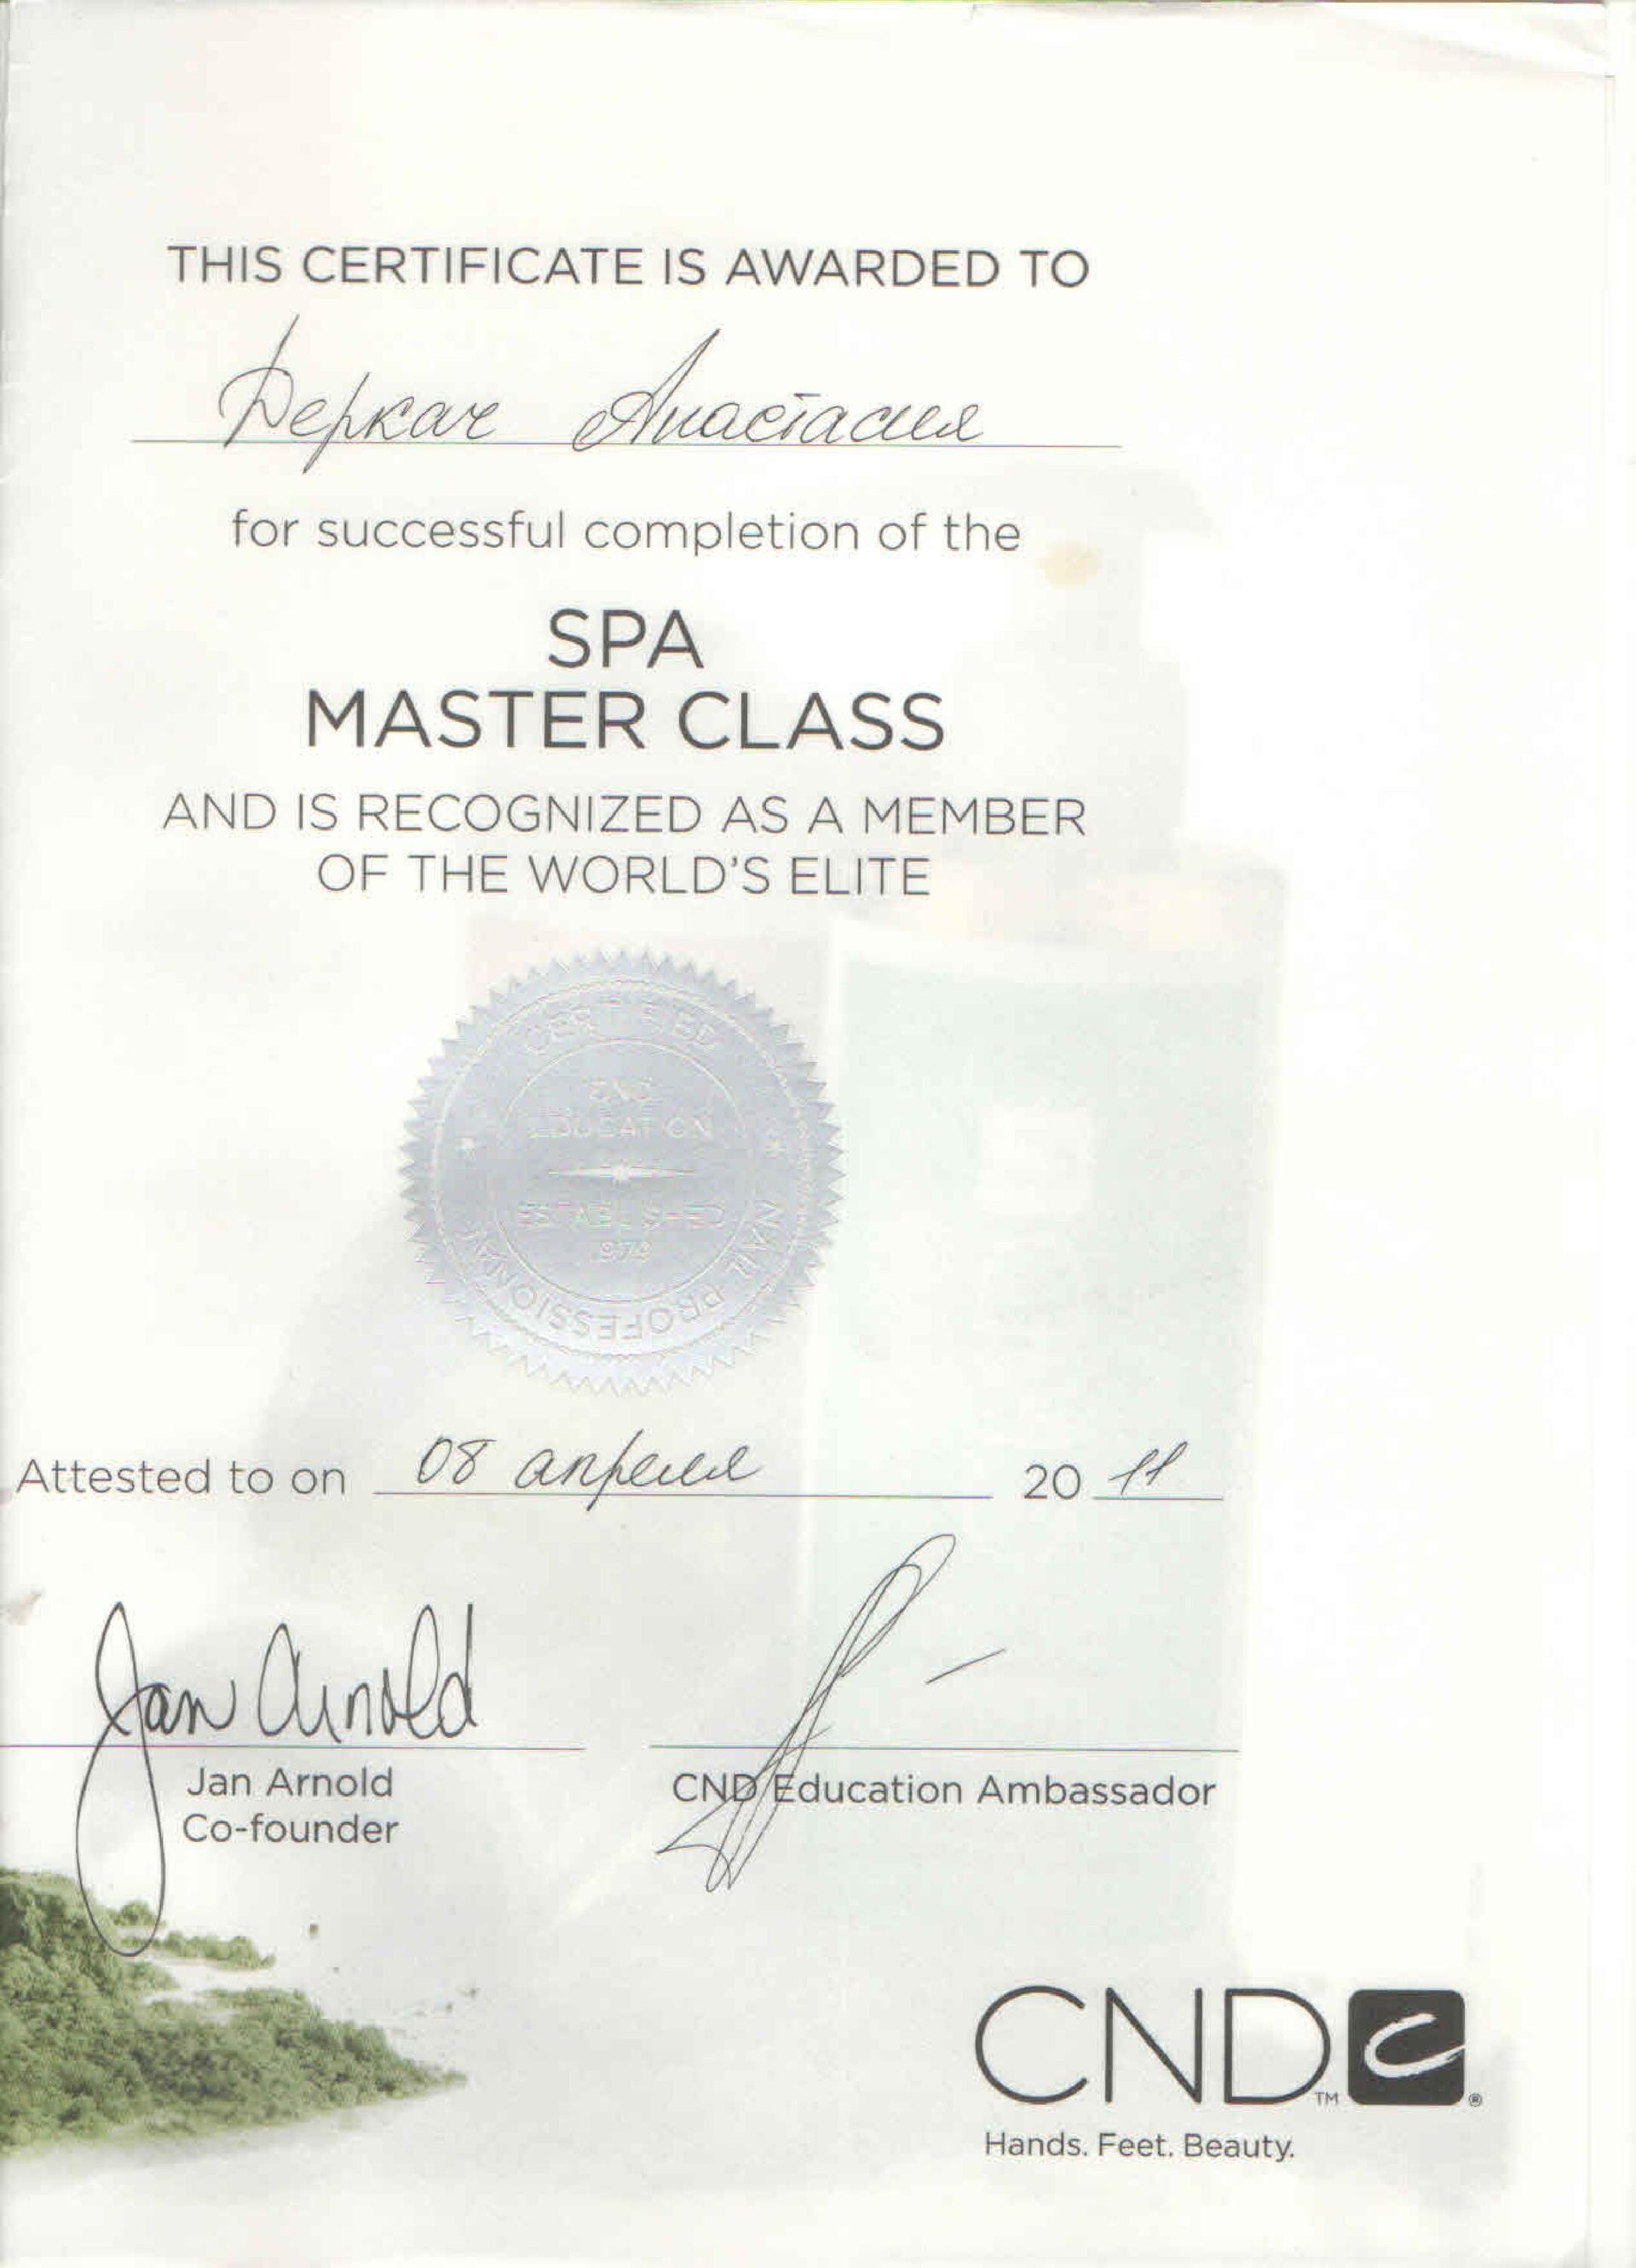 THIS CERTIFICATE IS AWARDED TO
Деркач Анастасия
for successful completion of the
SPA
MASTER CLASS
AND IS RECOGNIZED AS A MEMBER
OF THE WORLD'S ELITE
CERTIFIED
NAIL PROFESSIONAL
CND
EDUCATION
ESTABLISHED
1979
Attested to on 08 апреля 20 11
Jan Arnold
Jan Arnold
Co-founder
CND Education Ambassador
CND™ ®
Hands. Feet. Beauty.